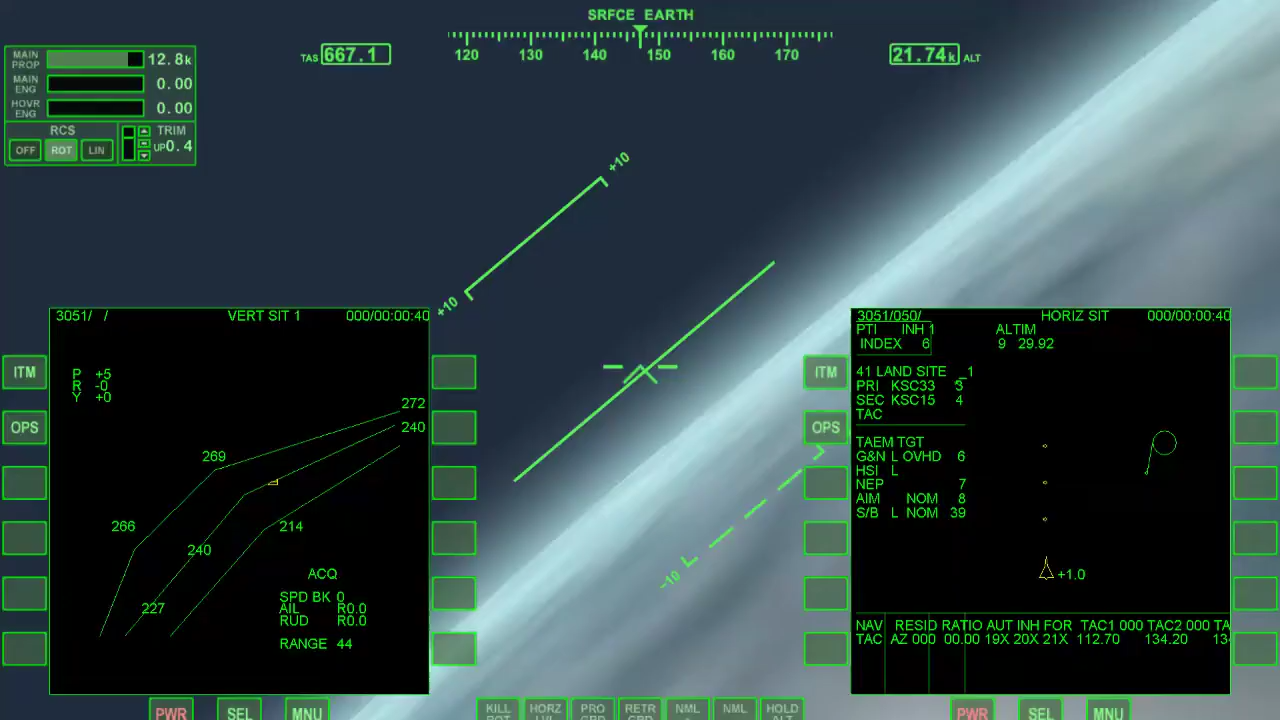 SRFCE EARTH
120 130 140 150 160 170
TAS 667.1
21.74k ALT
MAIN PROP 12.8k
MAIN ENG 0.00
HOVR ENG 0.00
RCS TRIM
OFF ROT LIN UP0.4
+10
+10
-10
3051/ / VERT SIT 1 000/00:00:40
P +5
R -0
Y +0
272
240
269
266
214
240
227
ACQ
SPD BK 0
AIL R0.0
RUD R0.0
RANGE 44
ITM
OPS
PWR SEL MNU
3051/050/ HORIZ SIT 000/00:00:40
PTI INH 1 ALTIM
INDEX 6 9 29.92
41 LAND SITE _1
PRI KSC33 3
SEC KSC15 4
TAC
TAEM TGT
G&N L OVHD 6
HSI L
NEP 7
AIM NOM 8
S/B L NOM 39
+1.0
NAV RESID RATIO AUT INH FOR TAC1 000 TAC2 000 TA
TAC AZ 000 00.00 19X 20X 21X 112.70 134.20 13
ITM
OPS
PWR SEL MNU
KILL HORZ PRO RETR NML NML HOLD